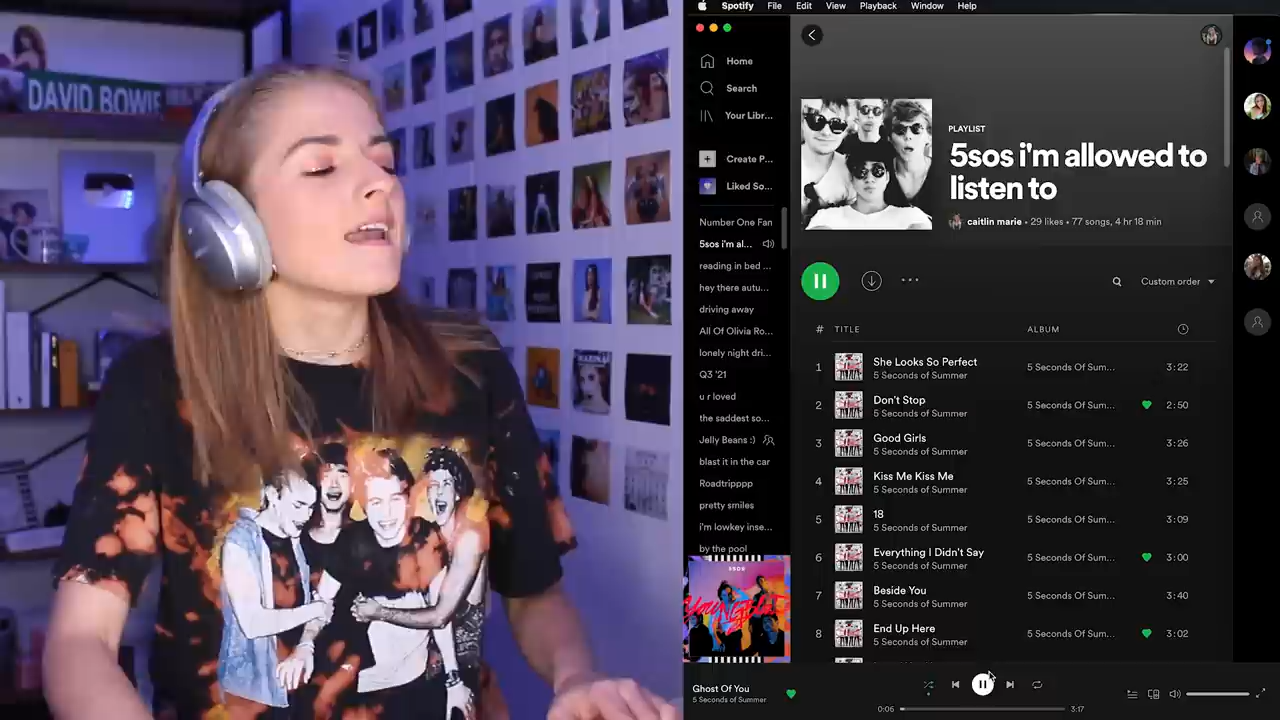 DAVID BOWIE
Spotify File Edit View Playback Window Help
Home
Search
Your Libr...
Create P...
Liked So...
Number One Fan
5sos i'm al...
reading in bed ...
hey there autu...
driving away
All Of Olivia Ro...
lonely night dri...
Q3 '21
u r loved
the saddest so...
Jelly Beans :)
blast it in the car
Roadtripppp
pretty smiles
i'm lowkey inse...
by the pool
5SOS
Youngblood
Ghost Of You
5 Seconds of Summer
PLAYLIST
5sos i'm allowed to
listen to
caitlin marie • 29 likes • 77 songs, 4 hr 18 min
Custom order
# TITLE ALBUM
1 She Looks So Perfect 5 Seconds Of Sum... 3:22
5 Seconds of Summer
2 Don't Stop 5 Seconds Of Sum... 2:50
5 Seconds of Summer
3 Good Girls 5 Seconds Of Sum... 3:26
5 Seconds of Summer
4 Kiss Me Kiss Me 5 Seconds Of Sum... 3:25
5 Seconds of Summer
5 18 5 Seconds Of Sum... 3:09
5 Seconds of Summer
6 Everything I Didn't Say 5 Seconds Of Sum... 3:00
5 Seconds of Summer
7 Beside You 5 Seconds Of Sum... 3:40
5 Seconds of Summer
8 End Up Here 5 Seconds Of Sum... 3:02
5 Seconds of Summer
0:06 3:17